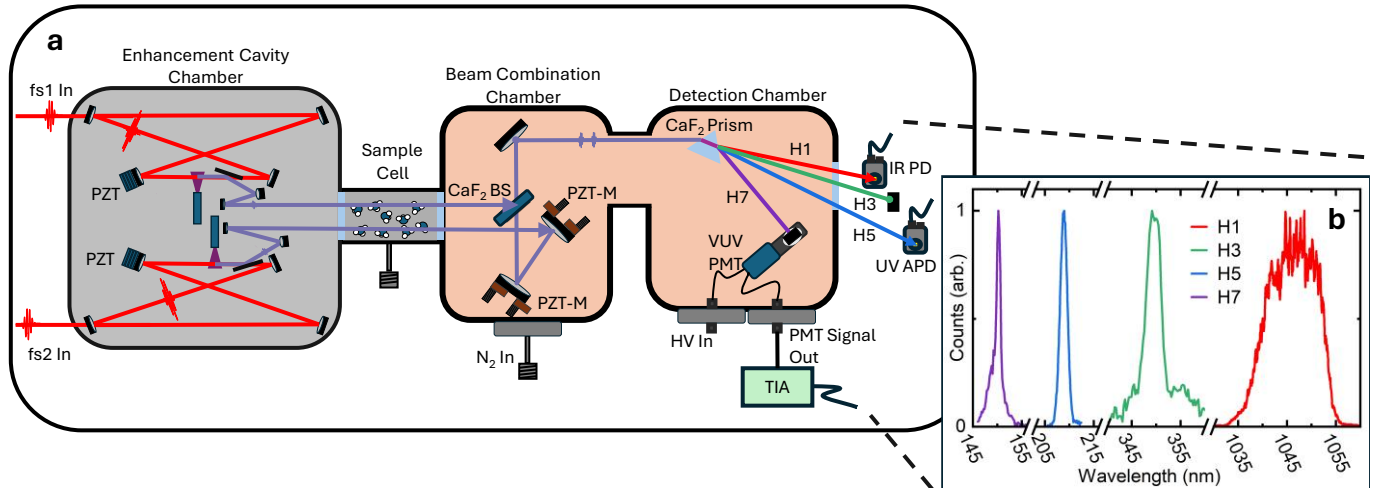 a
Enhancement Cavity
Chamber
fs1 In
PZT
PZT
fs2 In
Sample
Cell
Beam Combination
Chamber
CaF2 BS
PZT-M
PZT-M
N2 In
Detection Chamber
CaF2 Prism
H1
IR PD
H3
H7
H5
UV APD
VUV
PMT
HV In
PMT Signal
Out
TIA
b
H1
H3
H5
H7
Counts (arb.)
1
0
145
155
205
215
345
355
1035
1045
1055
Wavelength (nm)